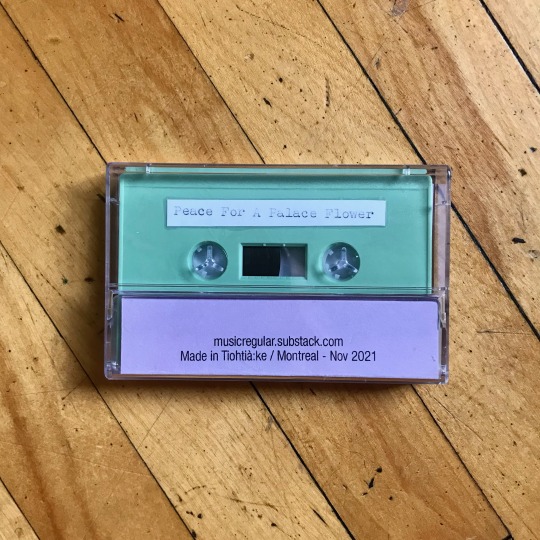 Peace For A Palace Flower
musicregular.substack.com
Made in Tiohtià:ke / Montreal - Nov 2021